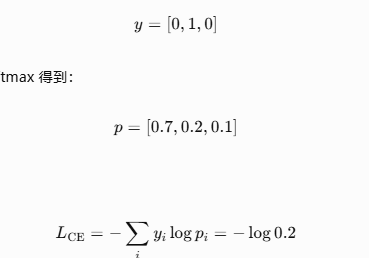 y = [0, 1, 0]
tmax 得到：
p = [0.7, 0.2, 0.1]
L_CE = − ∑_i y_i log p_i = − log 0.2